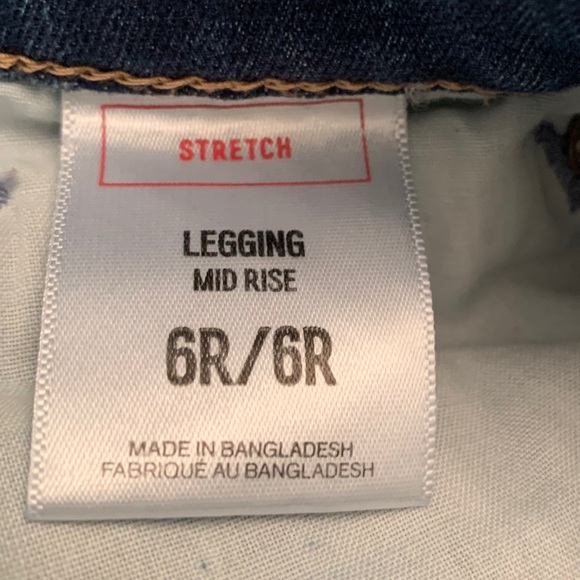 STRETCH
LEGGING
MID RISE
6R/6R
MADE IN BANGLADESH
FABRIQUÉ AU BANGLADESH